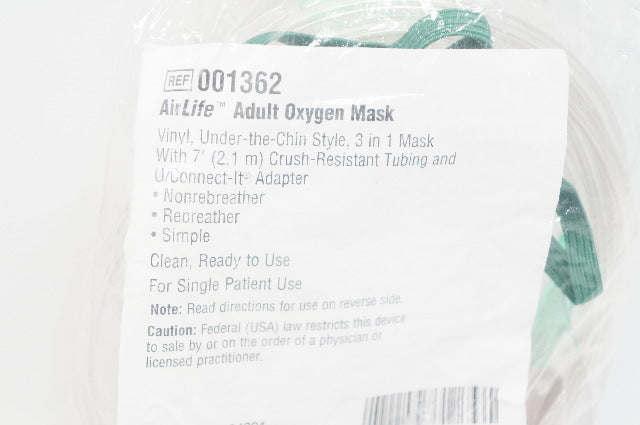 REF 001362
AirLife™ Adult Oxygen Mask
Vinyl, Under-the-Chin Style, 3 in 1 Mask
With 7' (2.1 m) Crush-Resistant Tubing and
U/Connect-It® Adapter
• Nonrebreather
• Rebreather
• Simple
Clean, Ready to Use
For Single Patient Use
Note: Read directions for use on reverse side.
Caution: Federal (USA) law restricts this device
to sale by or on the order of a physician or
licensed practitioner.